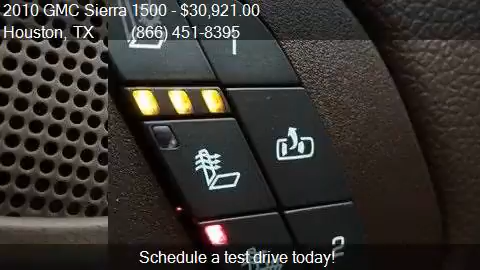 2010 GMC Sierra 1500 - $30,921.00
Houston, TX (866) 451-8395
1
2
Schedule a test drive today!